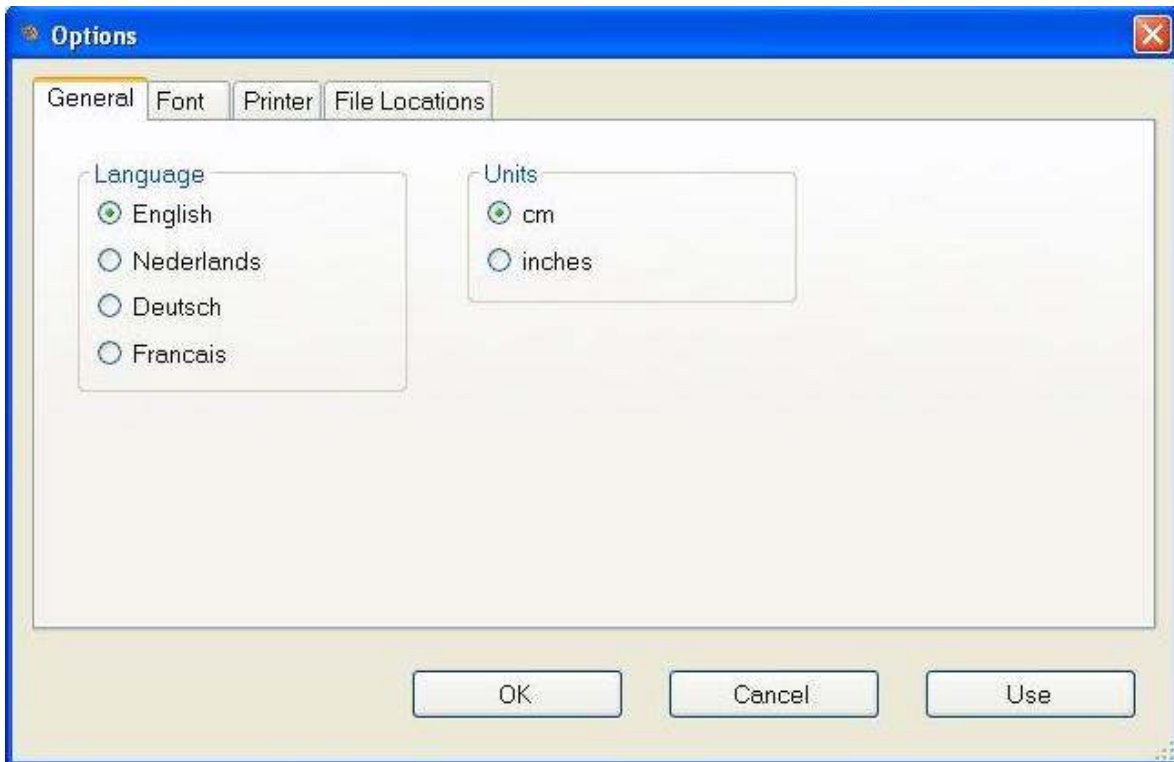 Options
General Font Printer File Locations
Language
English
Nederlands
Deutsch
Francais
Units
cm
inches
OK Cancel Use